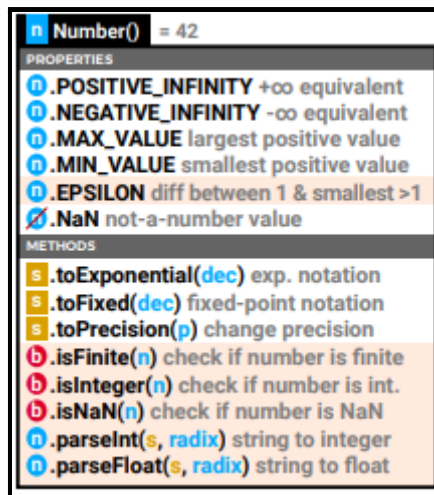 n Number() = 42
PROPERTIES
n .POSITIVE_INFINITY +∞ equivalent
n .NEGATIVE_INFINITY -∞ equivalent
n .MAX_VALUE largest positive value
n .MIN_VALUE smallest positive value
n .EPSILON diff between 1 & smallest >1
n .NaN not-a-number value
METHODS
s .toExponential(dec) exp. notation
s .toFixed(dec) fixed-point notation
s .toPrecision(p) change precision
b .isFinite(n) check if number is finite
b .isInteger(n) check if number is int.
b .isNaN(n) check if number is NaN
n .parseInt(s, radix) string to integer
n .parseFloat(s, radix) string to float